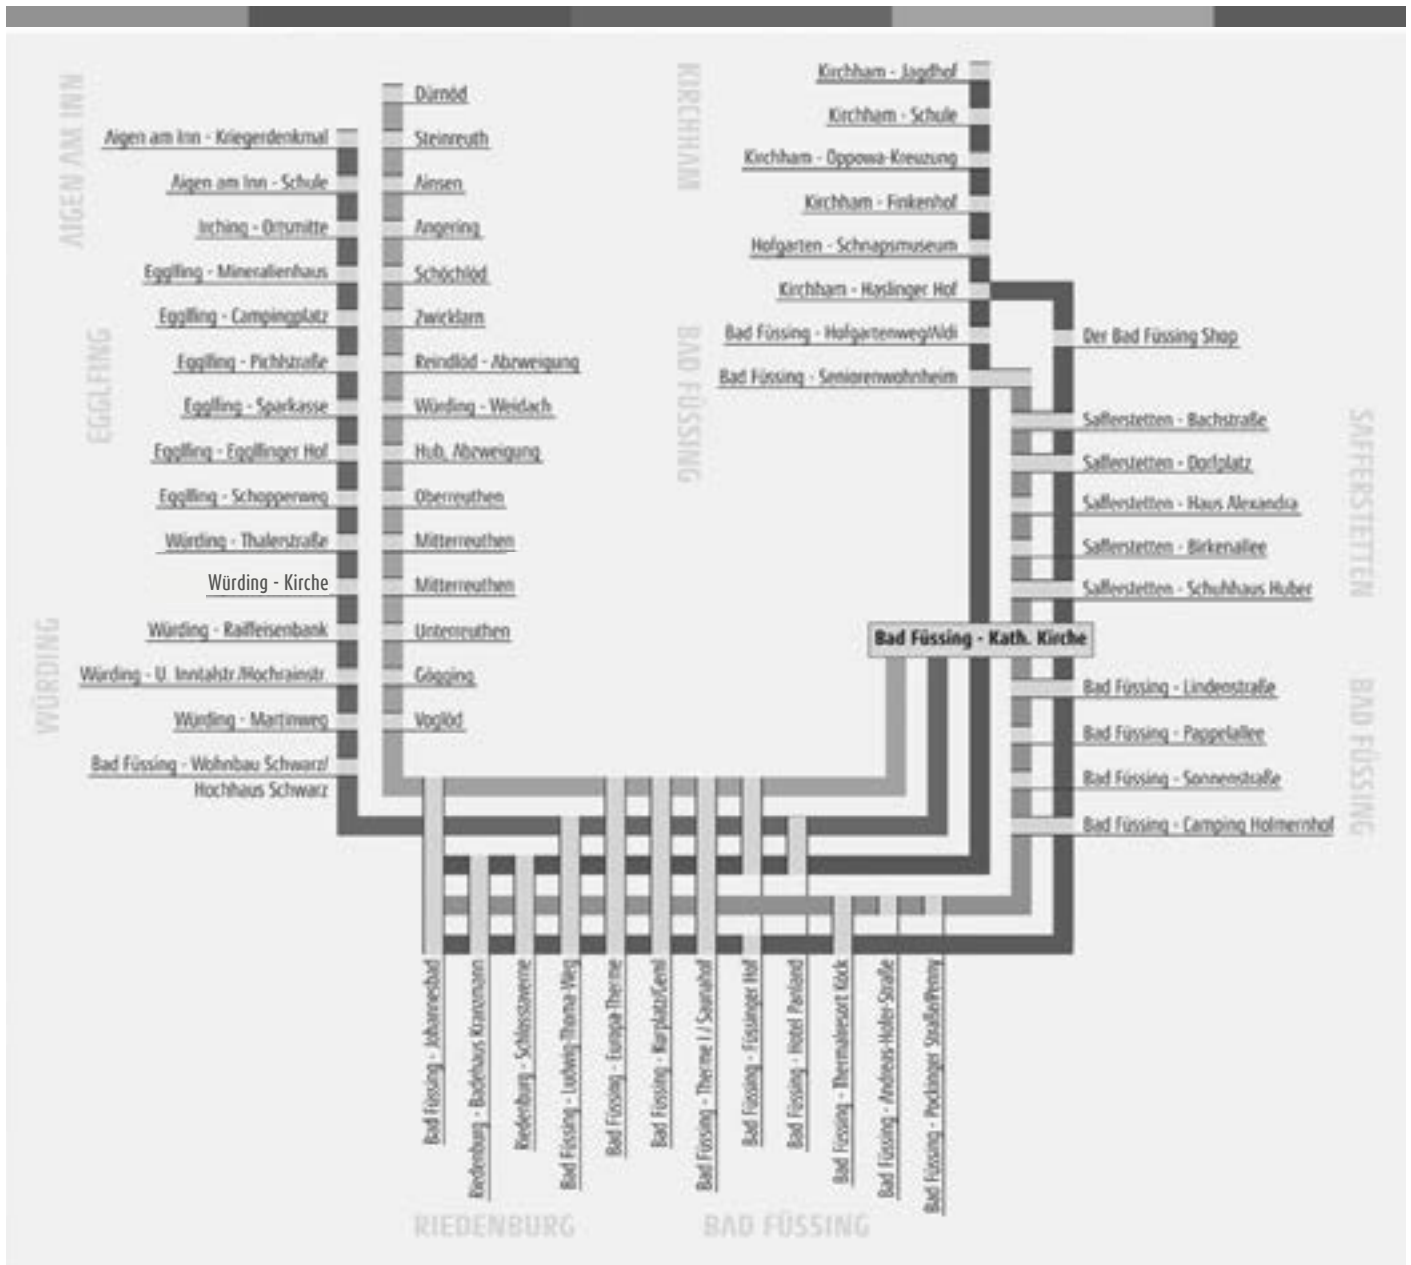 AIGEN AM INN
EGGLFING
WÜRDING
Aigen am Inn - Kriegerdenkmal
Aigen am Inn - Schule
Irching - Ortsmitte
Egglfing - Mineralienhaus
Egglfing - Campingplatz
Egglfing - Pichlstraße
Egglfing - Sparkasse
Egglfing - Egglfinger Hof
Egglfing - Schopperweg
Würding - Thalerstraße
Würding - Kirche
Würding - Raiffeisenbank
Würding - U. Inntalstr./Hochrainstr.
Würding - Martinweg
Bad Füssing - Wohnbau Schwarz/
Hochhaus Schwarz
Dürnöd
Steinreuth
Ainsen
Angering
Schöchlöd
Zwicklarn
Reindlöd - Abzweigung
Würding - Weidach
Hub, Abzweigung
Oberreuthen
Mitterreuthen
Mitterreuthen
Unterreuthen
Gögging
Voglöd
KIRCHHAM
BAD FÜSSING
Kirchham - Jagdhof
Kirchham - Schule
Kirchham - Oppowa-Kreuzung
Kirchham - Finkenhof
Hofgarten - Schnapsmuseum
Kirchham - Haslinger Hof
Bad Füssing - Hofgartenweg/Aldi
Bad Füssing - Seniorenwohnheim
Der Bad Füssing Shop
Safferstetten - Bachstraße
Safferstetten - Dorfplatz
Safferstetten - Haus Alexandra
Safferstetten - Birkenallee
Safferstetten - Schuhhaus Huber
Bad Füssing - Kath. Kirche
Bad Füssing - Lindenstraße
Bad Füssing - Pappelallee
Bad Füssing - Sonnenstraße
Bad Füssing - Camping Holmernhof
SAFFERSTETTEN
BAD FÜSSING
Bad Füssing - Johannesbad
Riedenburg - Badehaus Kranzmann
Riedenburg - Schlosstaverne
Bad Füssing - Ludwig-Thoma-Weg
Bad Füssing - Europa Therme
Bad Füssing - Kurplatz/Geml
Bad Füssing - Therme I / Saunahof
Bad Füssing - Füssinger Hof
Bad Füssing - Hotel Panland
Bad Füssing - Thermalresort Köck
Bad Füssing - Andreas-Hofer-Straße
Bad Füssing - Pockinger Straße/Penny
RIEDENBURG
BAD FÜSSING